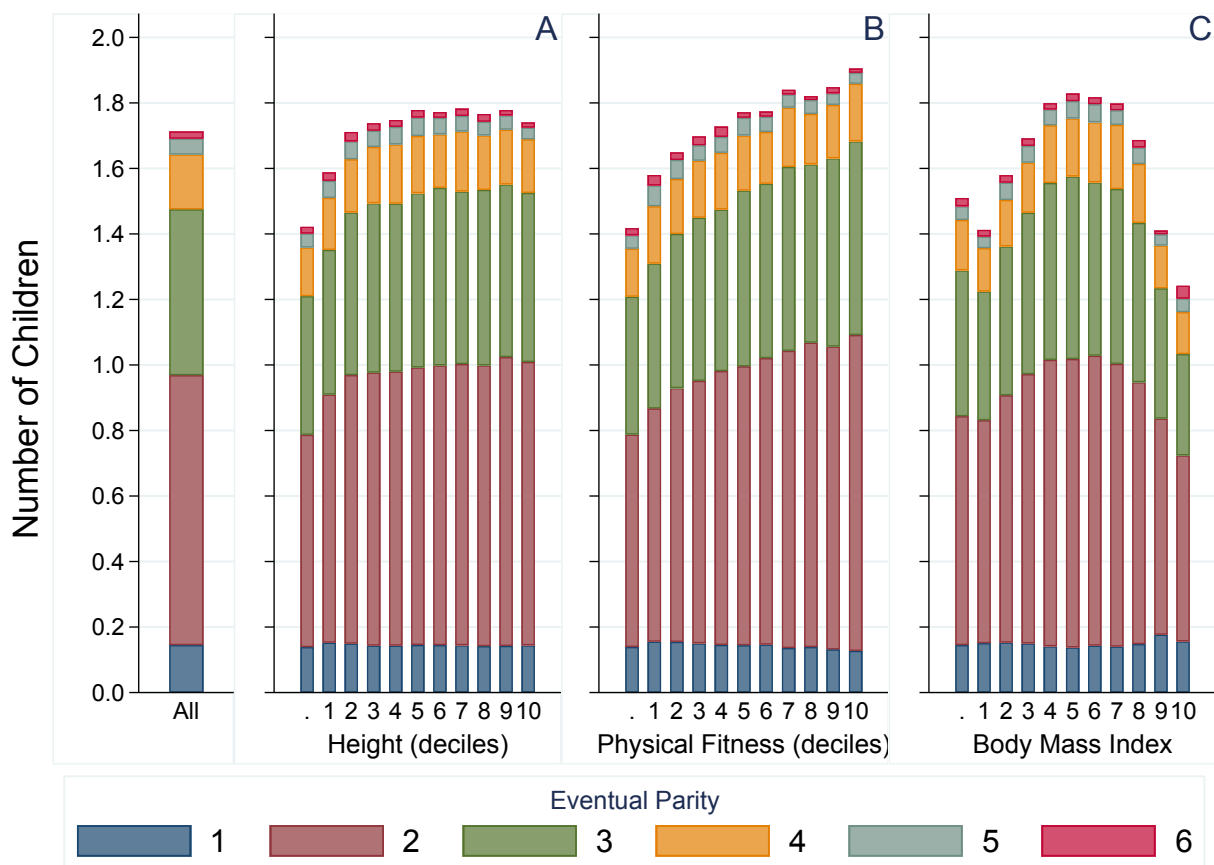 A B C
Number of Children
2.0
1.8
1.6
1.4
1.2
1.0
0.8
0.6
0.4
0.2
0.0
All
. 1 2 3 4 5 6 7 8 9 10
. 1 2 3 4 5 6 7 8 9 10
. 1 2 3 4 5 6 7 8 9 10
Height (deciles)
Physical Fitness (deciles)
Body Mass Index
Eventual Parity
1 2 3 4 5 6